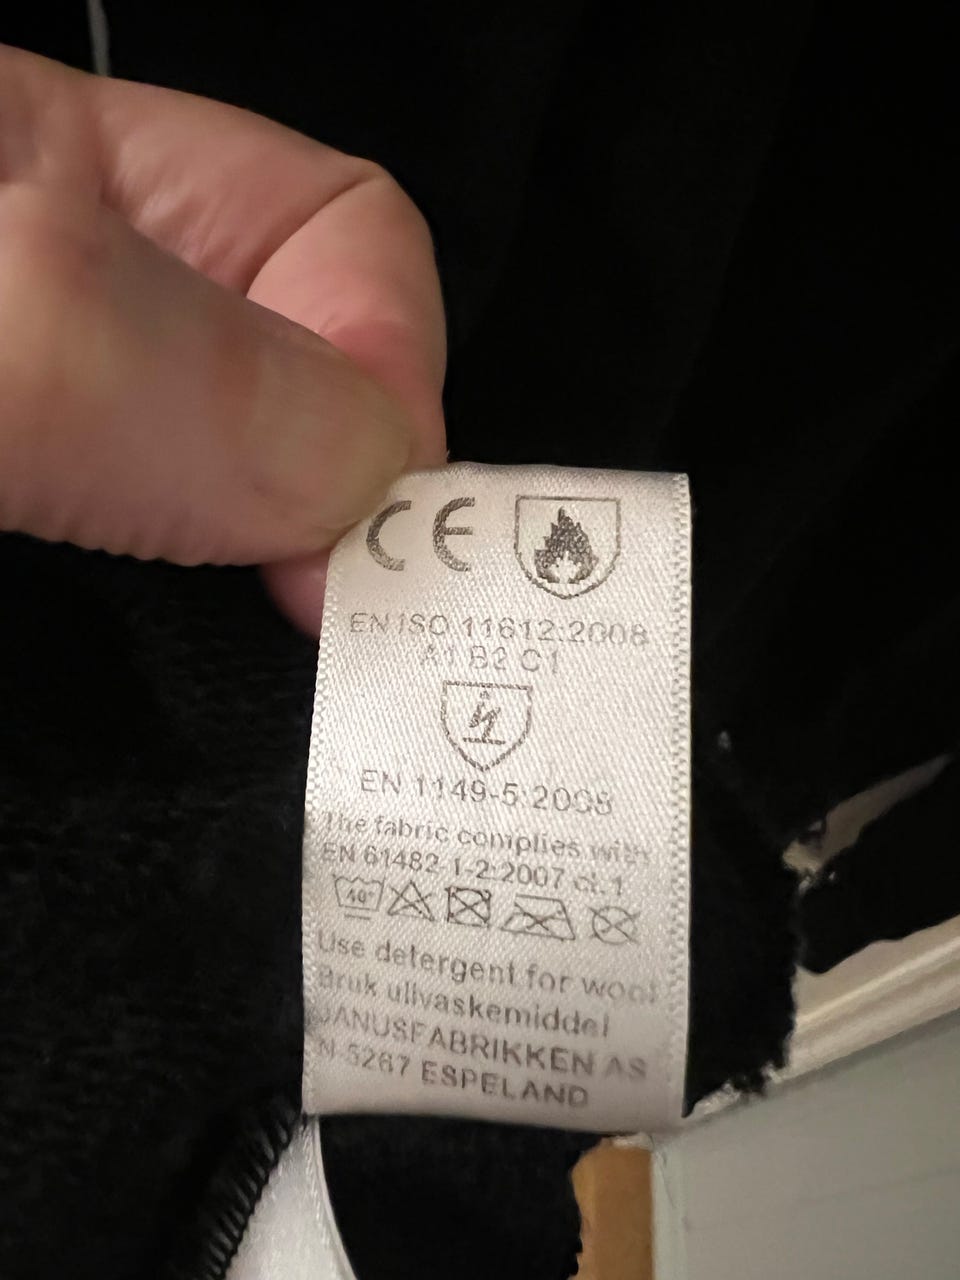 CE
EN ISO 11612:2008
A1 B2 C1
EN 1149-5:2008
The fabric complies with
EN 61482-1-2:2007 cl.1
40°
Use detergent for wool
Bruk ullvaskemiddel
JANUSFABRIKKEN AS
N-5267 ESPELAND